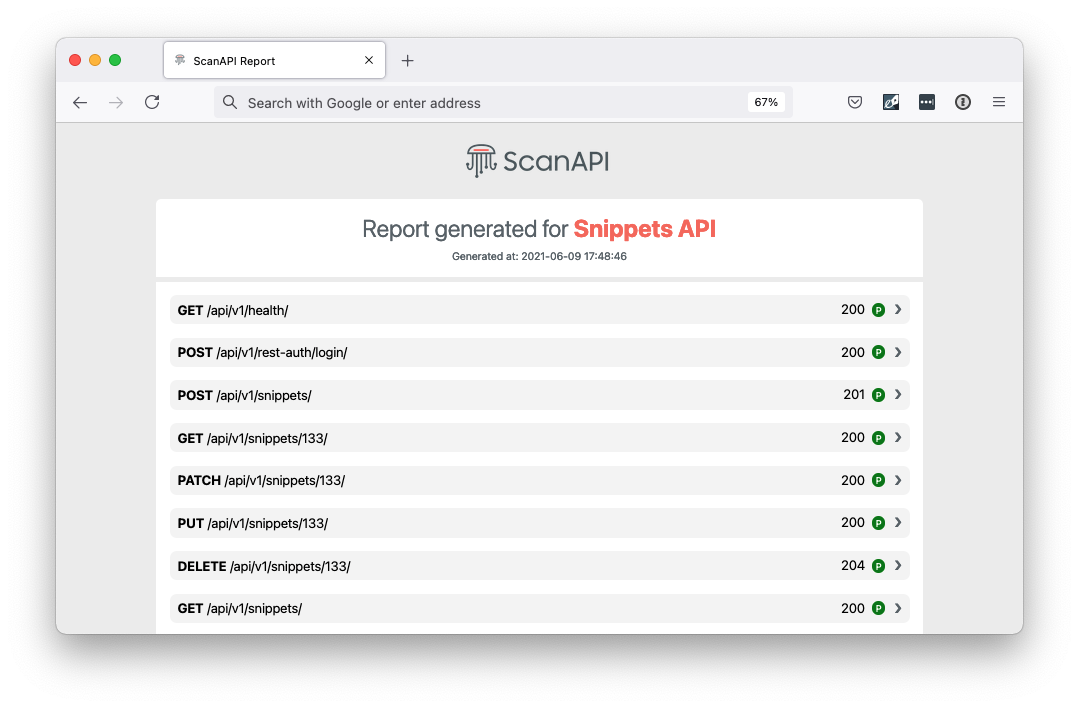 ScanAPI Report
Search with Google or enter address 67%
ScanAPI
Report generated for Snippets API
Generated at: 2021-06-09 17:48:46
GET /api/v1/health/ 200 P
POST /api/v1/rest-auth/login/ 200 P
POST /api/v1/snippets/ 201 P
GET /api/v1/snippets/133/ 200 P
PATCH /api/v1/snippets/133/ 200 P
PUT /api/v1/snippets/133/ 200 P
DELETE /api/v1/snippets/133/ 204 P
GET /api/v1/snippets/ 200 P